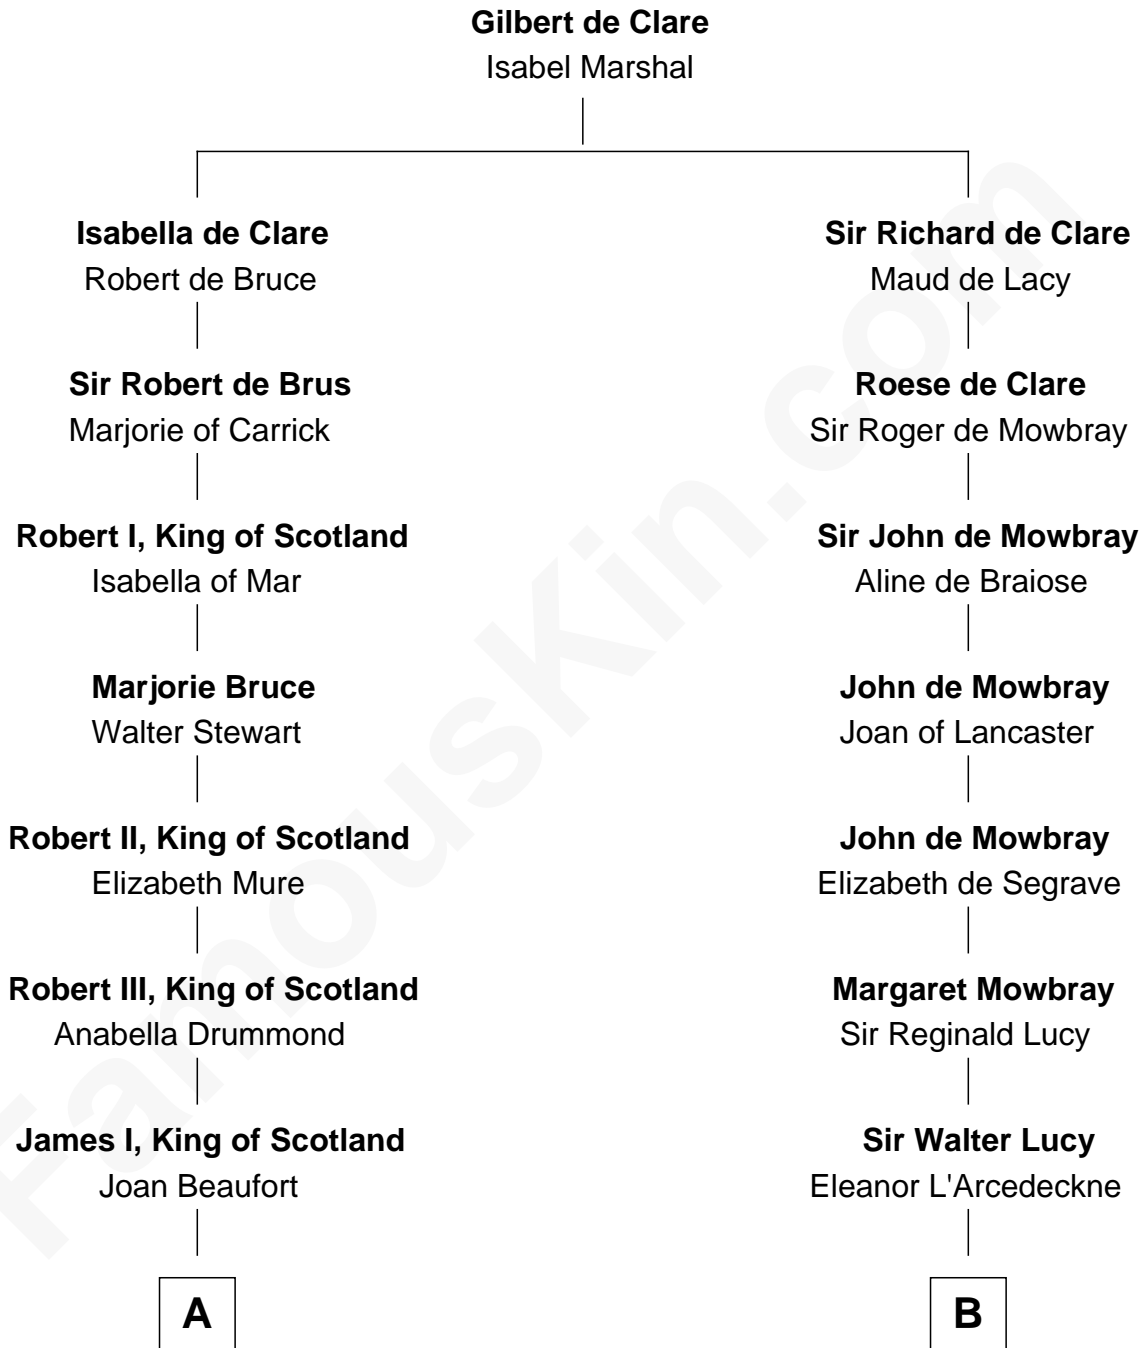 Gilbert de Clare
Isabel Marshal
Isabella de Clare
Robert de Bruce
Sir Richard de Clare
Maud de Lacy
Sir Robert de Brus
Marjorie of Carrick
Roese de Clare
Sir Roger de Mowbray
Robert I, King of Scotland
Isabella of Mar
Sir John de Mowbray
Aline de Braiose
Marjorie Bruce
Walter Stewart
John de Mowbray
Joan of Lancaster
Robert II, King of Scotland
Elizabeth Mure
John de Mowbray
Elizabeth de Segrave
Robert III, King of Scotland
Anabella Drummond
Margaret Mowbray
Sir Reginald Lucy
James I, King of Scotland
Joan Beaufort
Sir Walter Lucy
Eleanor L'Arcedeckne
A
B
FamousKin.com